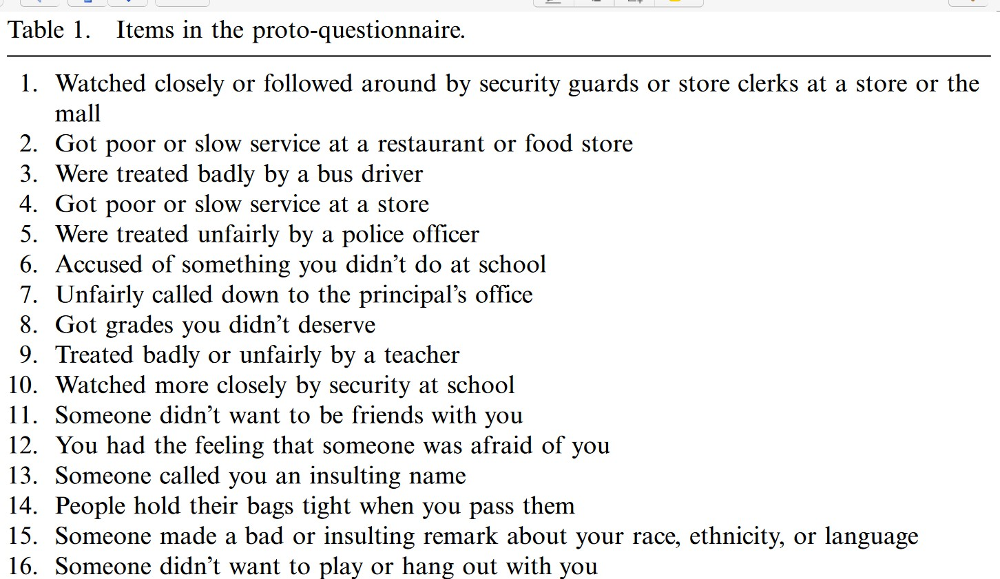 Table 1. Items in the proto-questionnaire.
1. Watched closely or followed around by security guards or store clerks at a store or the
mall
2. Got poor or slow service at a restaurant or food store
3. Were treated badly by a bus driver
4. Got poor or slow service at a store
5. Were treated unfairly by a police officer
6. Accused of something you didn’t do at school
7. Unfairly called down to the principal’s office
8. Got grades you didn’t deserve
9. Treated badly or unfairly by a teacher
10. Watched more closely by security at school
11. Someone didn’t want to be friends with you
12. You had the feeling that someone was afraid of you
13. Someone called you an insulting name
14. People hold their bags tight when you pass them
15. Someone made a bad or insulting remark about your race, ethnicity, or language
16. Someone didn’t want to play or hang out with you